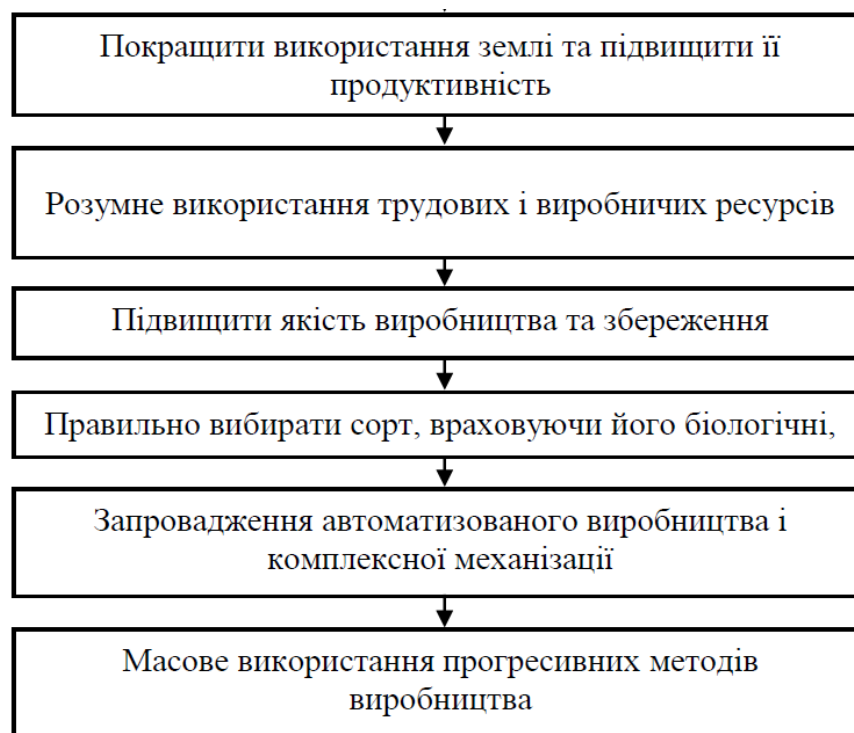 Покращити використання землі та підвищити її
продуктивність
Розумне використання трудових і виробничих ресурсів
Підвищити якість виробництва та збереження
Правильно вибирати сорт, враховуючи його біологічні,
Запровадження автоматизованого виробництва і
комплексної механізації
Масове використання прогресивних методів
виробництва